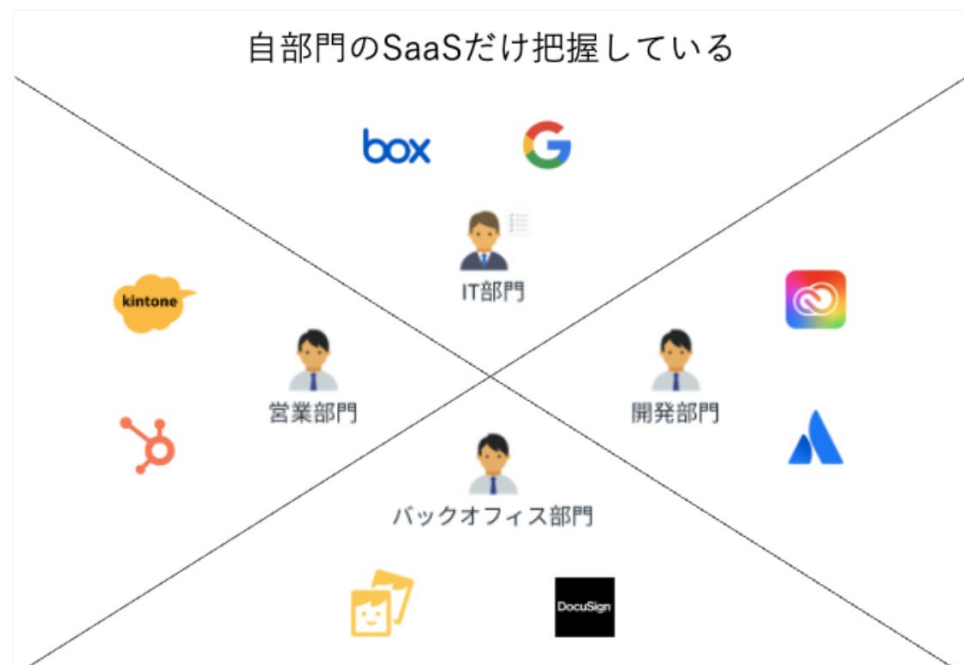 自部門のSaaSだけ把握している
box
G
IT部門
kintone
営業部門
開発部門
バックオフィス部門
DocuSign